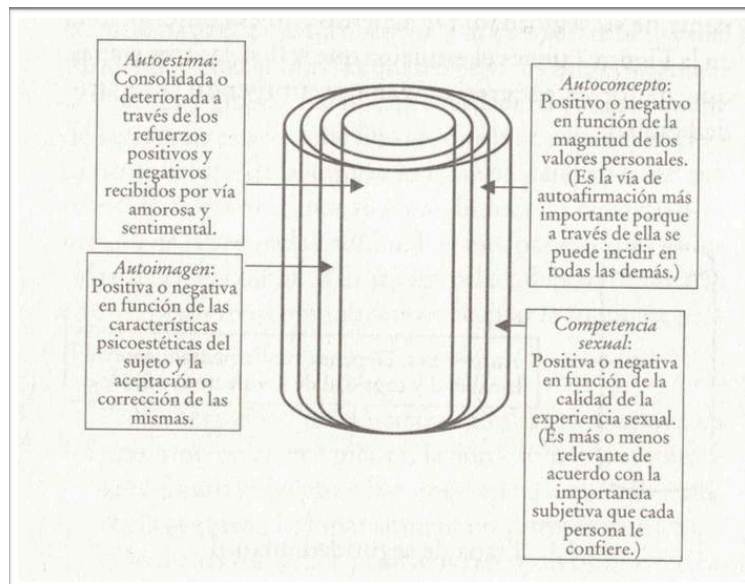 Autoestima:
Consolidada o
deteriorada a
través de los
refuerzos
positivos y
negativos
recibidos por vía
amorosa y
sentimental.
Autoimagen:
Positiva o negativa
en función de las
características
psicoestéticas del
sujeto y la
aceptación o
corrección de las
mismas.
Autoconcepto:
Positivo o negativo
en función de la
magnitud de los
valores personales.
(Es la vía de
autoafirmación más
importante porque
a través de ella se
puede incidir en
todas las demás.)
Competencia
sexual:
Positiva o negativa
en función de la
calidad de la
experiencia sexual.
(Es más o menos
relevante de
acuerdo con la
importancia
subjetiva que cada
persona le
confiere.)